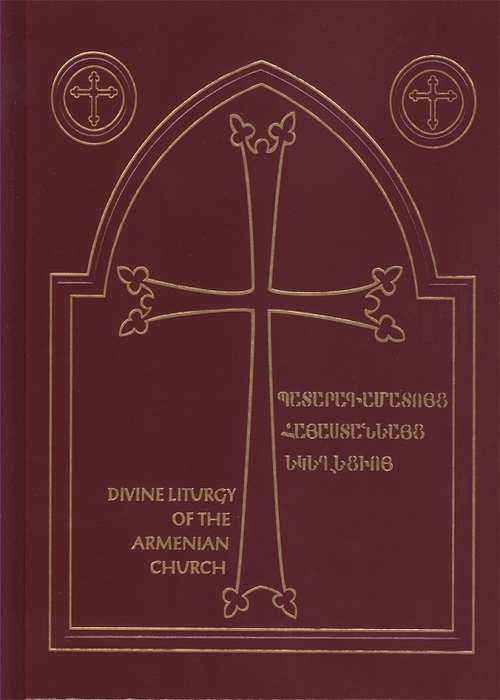 ՊԱՏԱՐԱԳԱՄԱՏՈՅՑ
ՀԱՅԱՍՏԱՆԵԱՅՑ
ԵԿԵՂԵՑՒՈՅ
DIVINE LITURGY
OF THE
ARMENIAN
CHURCH